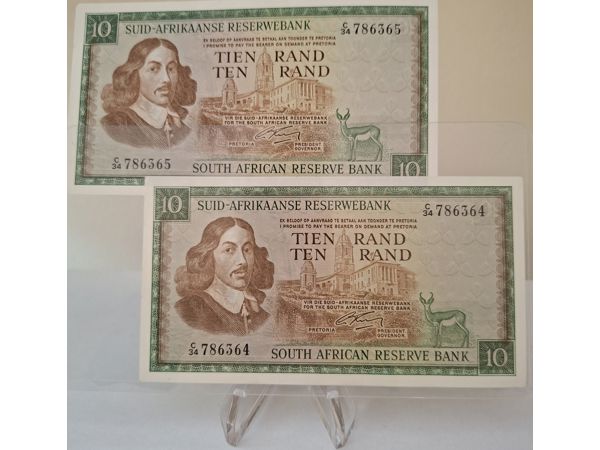 10 SUID-AFRIKAANSE RESERWEBANK C/34 786365
EK BELOOF OP AANVRAAG TE BETAAL AAN TOONDER TE PRETORIA
I PROMISE TO PAY THE BEARER ON DEMAND AT PRETORIA
TIEN RAND
TEN RAND
VIR DIE SUID-AFRIKAANSE RESERWEBANK
FOR THE SOUTH AFRICAN RESERVE BANK
PRETORIA PRESIDENT
GOVERNOR.
C/34 786365 SOUTH AFRICAN RESERVE BANK 10
10 SUID-AFRIKAANSE RESERWEBANK C/34 786364
EK BELOOF OP AANVRAAG TE BETAAL AAN TOONDER TE PRETORIA
I PROMISE TO PAY THE BEARER ON DEMAND AT PRETORIA
TIEN RAND
TEN RAND
VIR DIE SUID-AFRIKAANSE RESERWEBANK
FOR THE SOUTH AFRICAN RESERVE BANK
PRETORIA PRESIDENT.
GOVERNOR.
C/34 786364 SOUTH AFRICAN RESERVE BANK 10